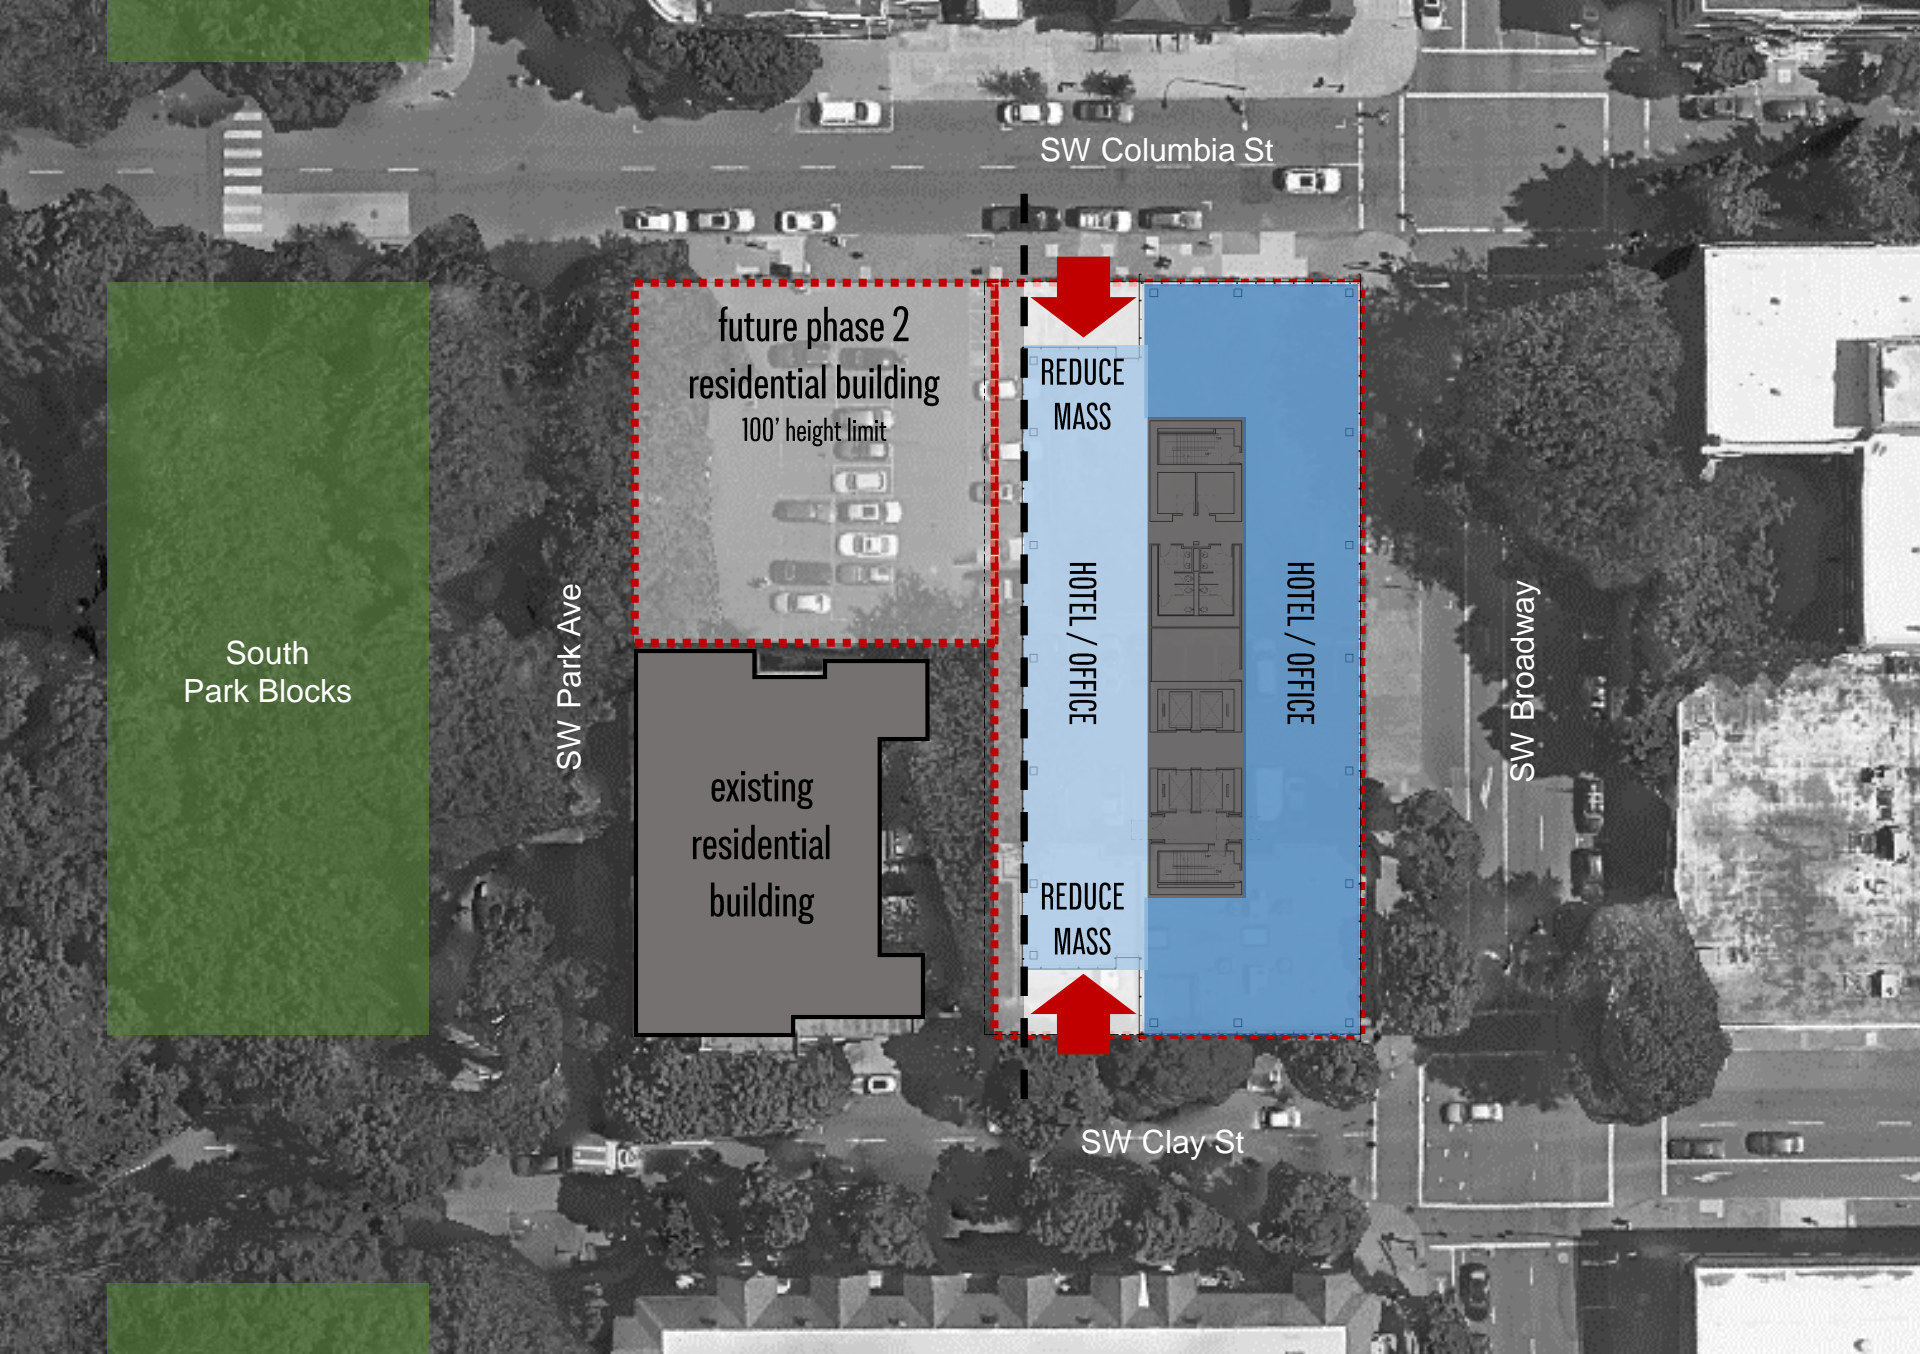 SW Columbia St
future phase 2
residential building
100' height limit
REDUCE
MASS
HOTEL / OFFICE
HOTEL / OFFICE
South
Park Blocks
SW Park Ave
SW Broadway
existing
residential
building
REDUCE
MASS
SW Clay St